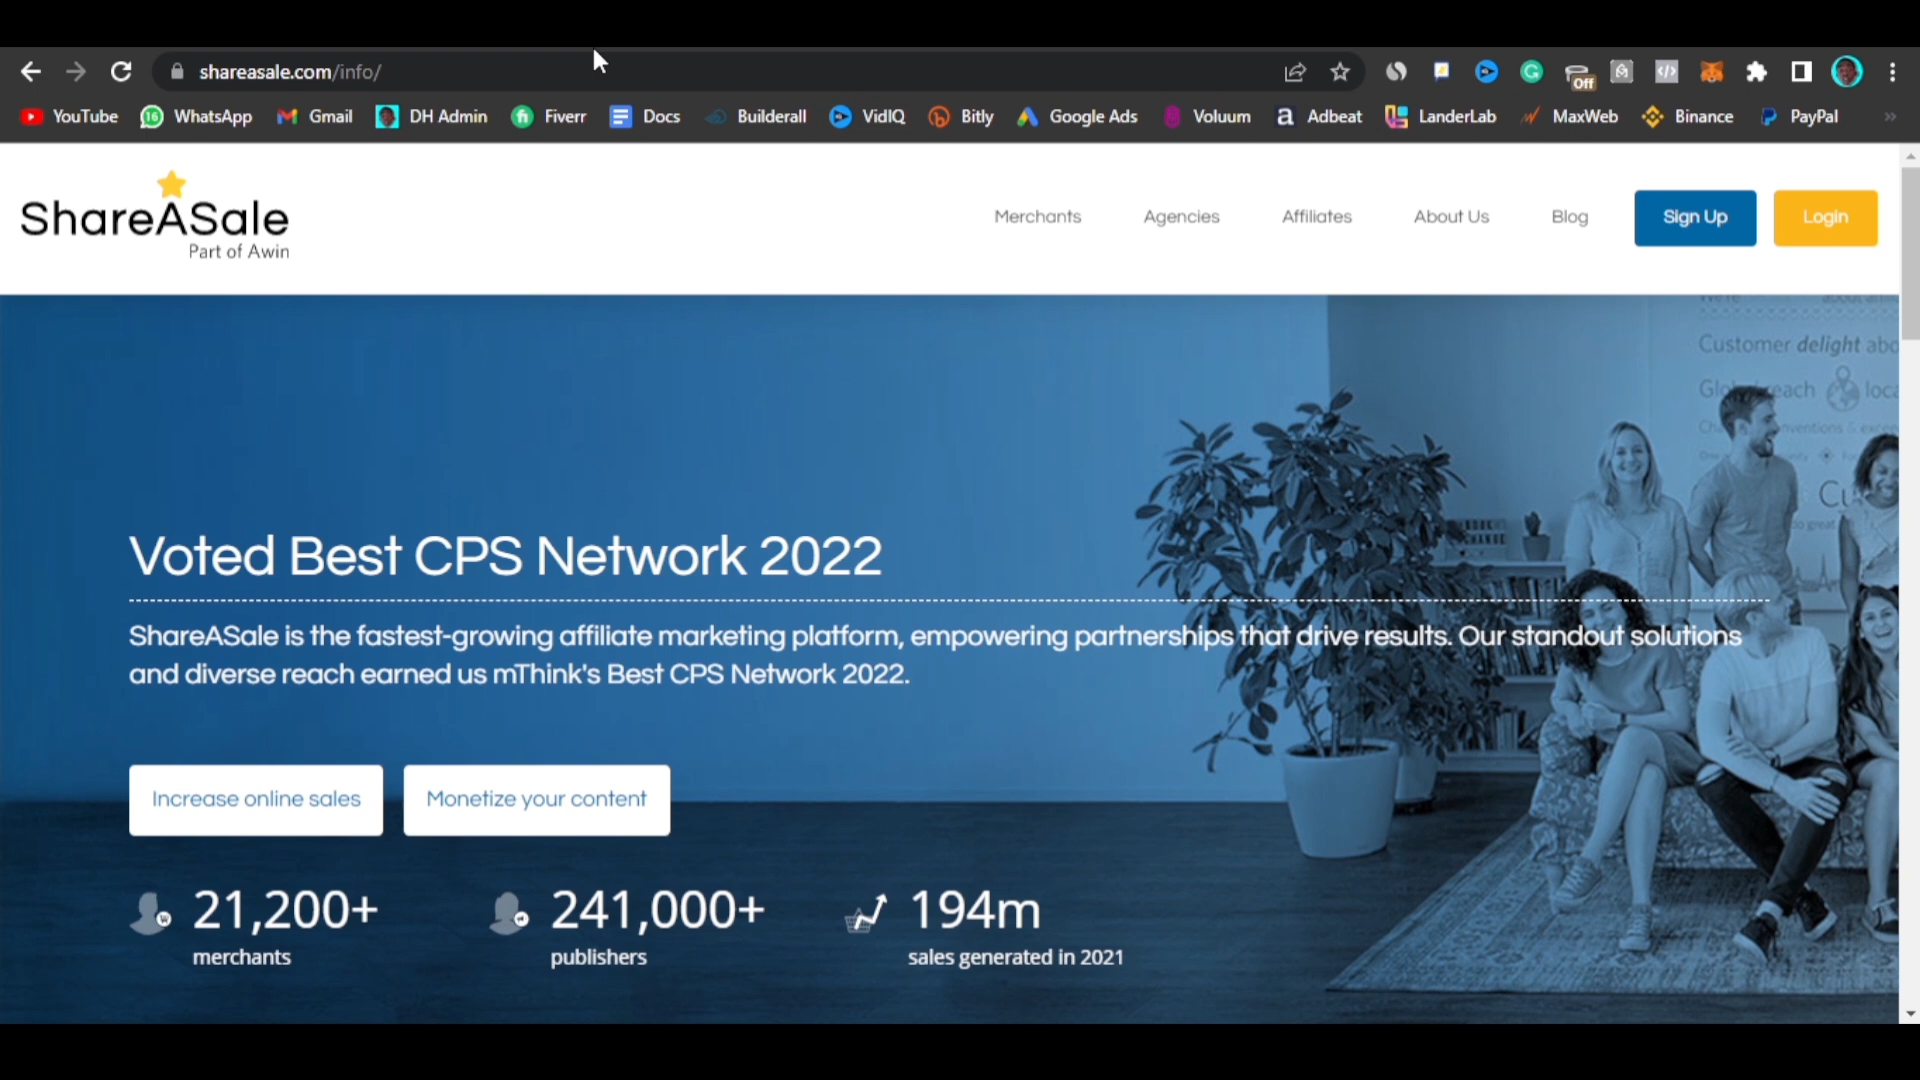 shareasale.com/info/
Off
YouTube
16
WhatsApp
Gmail
DH Admin
Fiverr
Docs
Builderall
VidIQ
Bitly
Google Ads
Voluum
Adbeat
LanderLab
MaxWeb
Binance
PayPal
»
ShareASale
Part of Awin
Merchants
Agencies
Affiliates
About Us
Blog
Sign Up
Login
Customer delight
reach
Voted Best CPS Network 2022
ShareASale is the fastest-growing affiliate marketing platform, empowering partnerships that drive results. Our standout solutions
and diverse reach earned us mThink's Best CPS Network 2022.
Increase online sales
Monetize your content
21,200+
merchants
241,000+
publishers
194m
sales generated in 2021